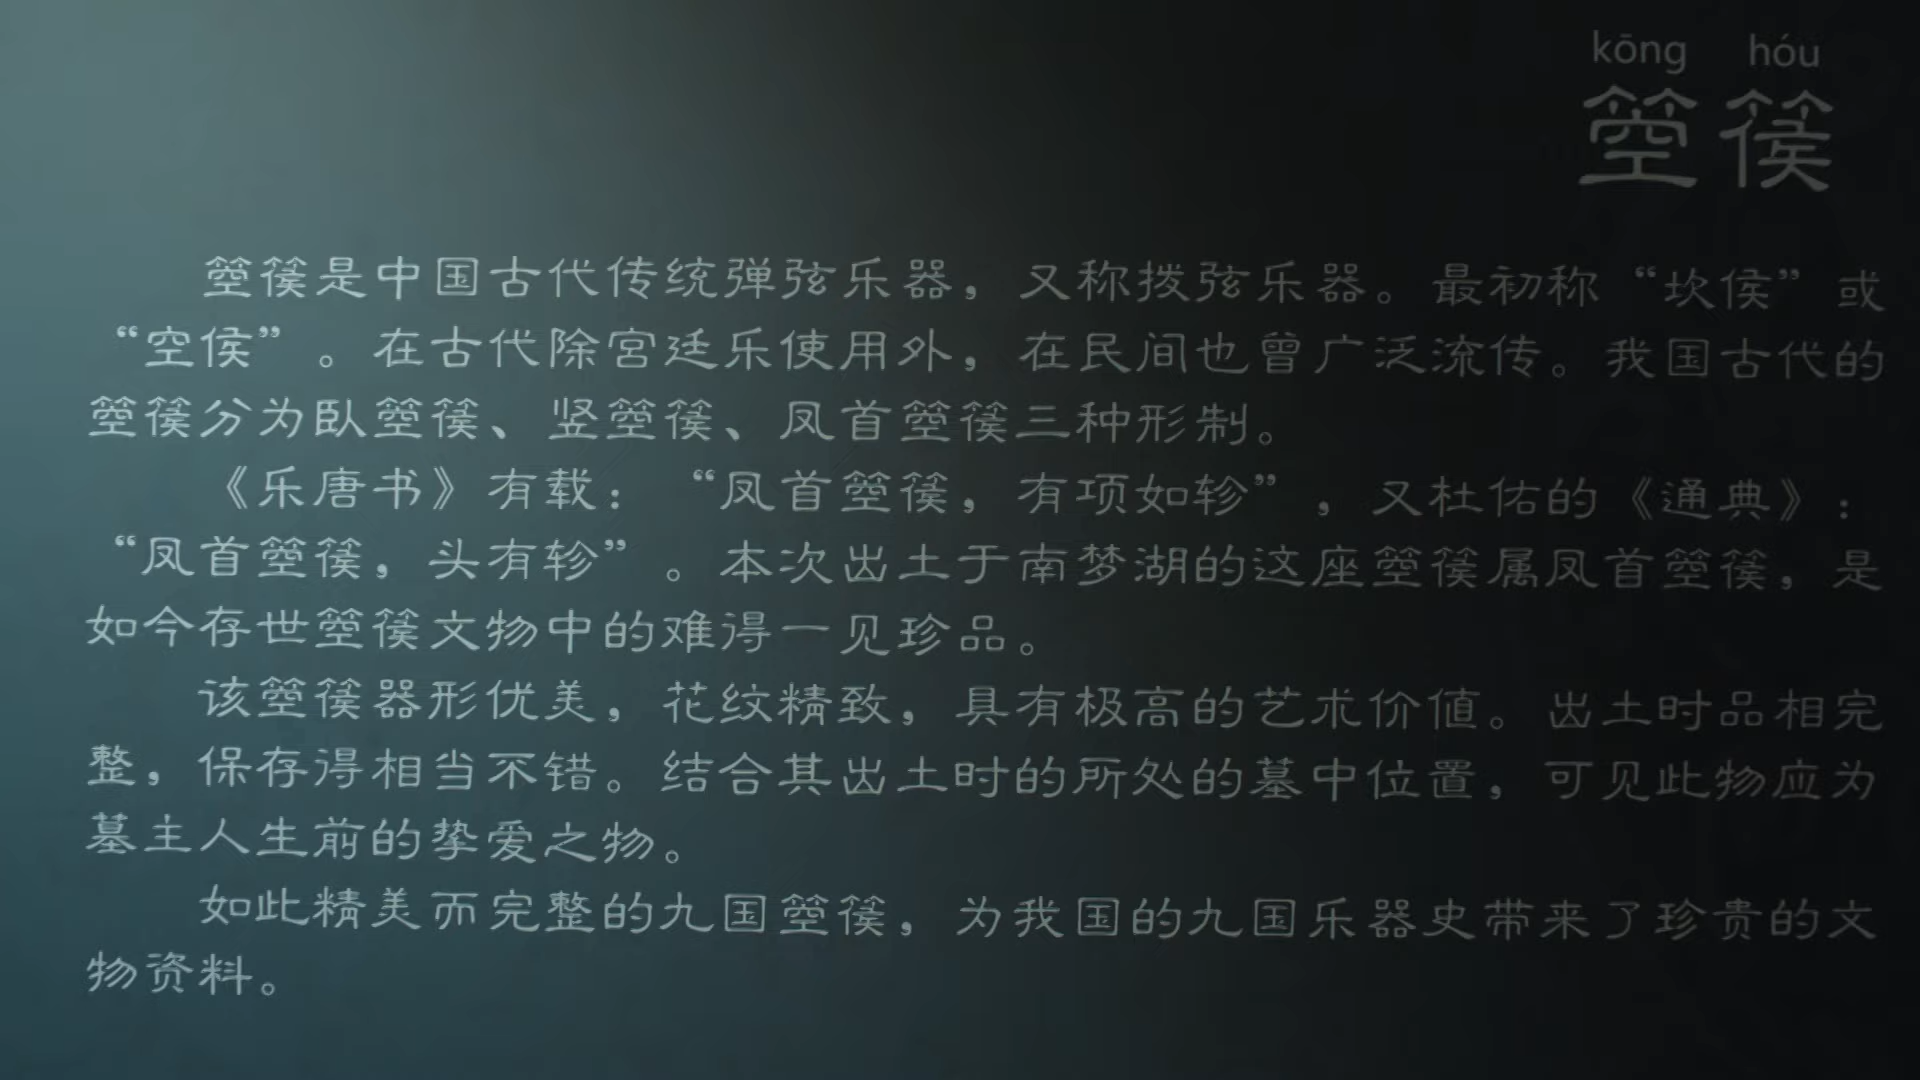 kōng hóu
箜篌
箜篌是中国古代传统弹弦乐器，又称拨弦乐器。最初称“坎侯”或
“空侯”。在古代除宫廷乐使用外，在民间也曾广泛流传。我国古代的
箜篌分为卧箜篌、竖箜篌、凤首箜篌三种形制。
《乐唐书》有载：“凤首箜篌，有项如轸”，又杜佑的《通典》：
“凤首箜篌，头有轸”。本次出土于南梦湖的这座箜篌属凤首箜篌，是
如今存世箜篌文物中的难得一见珍品。
该箜篌器形优美，花纹精致，具有极高的艺术价值。出土时品相完
整，保存得相当不错。结合其出土时的所处的墓中位置，可见此物应为
墓主人生前的挚爱之物。
如此精美而完整的九国箜篌，为我国的九国乐器史带来了珍贵的文
物资料。